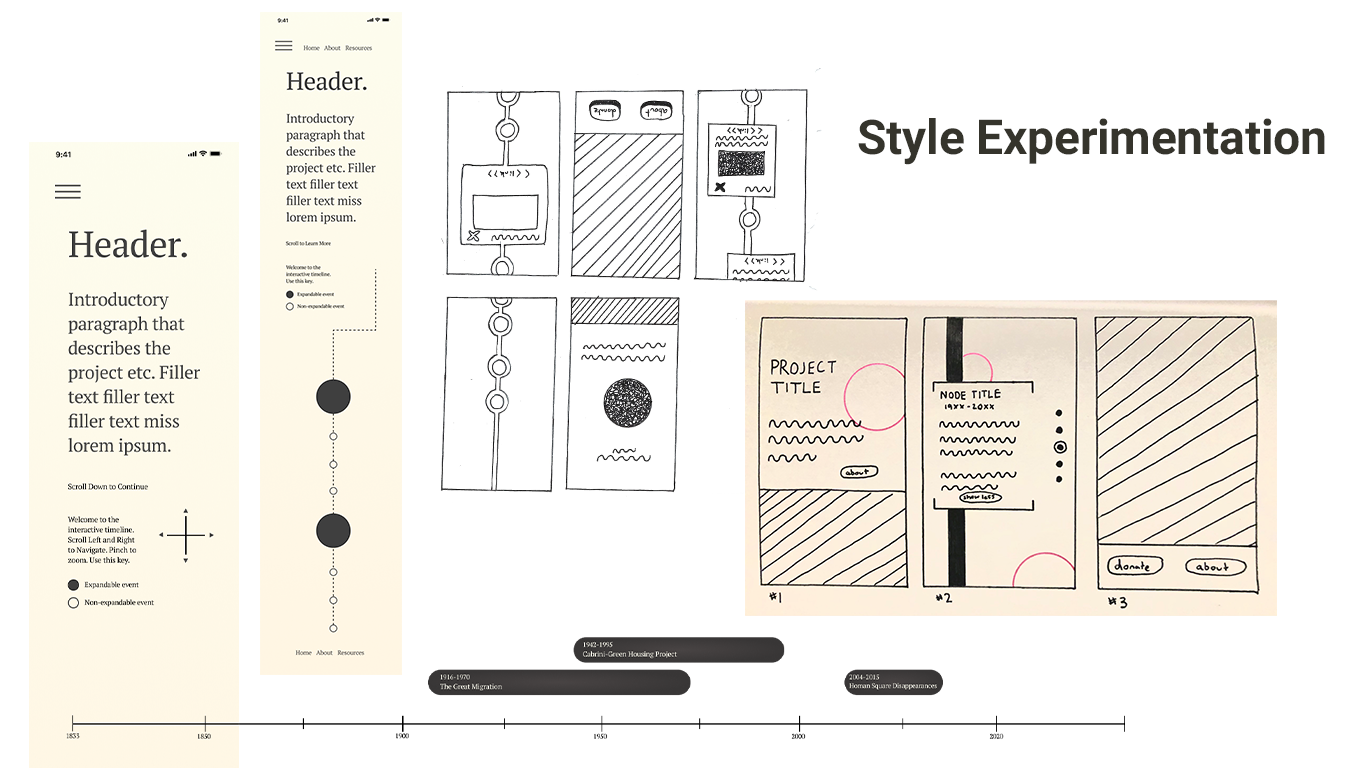 Style Experimentation
9:41
Header.
Introductory
paragraph that
describes the
project etc. Filler
text filler text
filler text miss
lorem ipsum.
Scroll Down to Continue
Welcome to the
interactive timeline.
Scroll Left and Right
to Navigate. Pinch to
zoom. Use this key.
Expandable event
Non-expandable event
9:41
Home About Resources
Header.
Introductory
paragraph that
describes the
project etc. Filler
text filler text
filler text miss
lorem ipsum.
Scroll to Learn More
Welcome to the
interactive timeline.
Use this key.
Expandable event
Non-expandable event
Home About Resources
<<link>>
donate about
<<link>>
<<link>>
PROJECT
TITLE
about
#1
NODE TITLE
19XX-20XX
show less
#2
donate about
#3
1942-1995
Cabrini-Green Housing Project
1916-1970
The Great Migration
2004-2015
Homan Square Disappearances
1833 1850 1900 1950 2000 2020